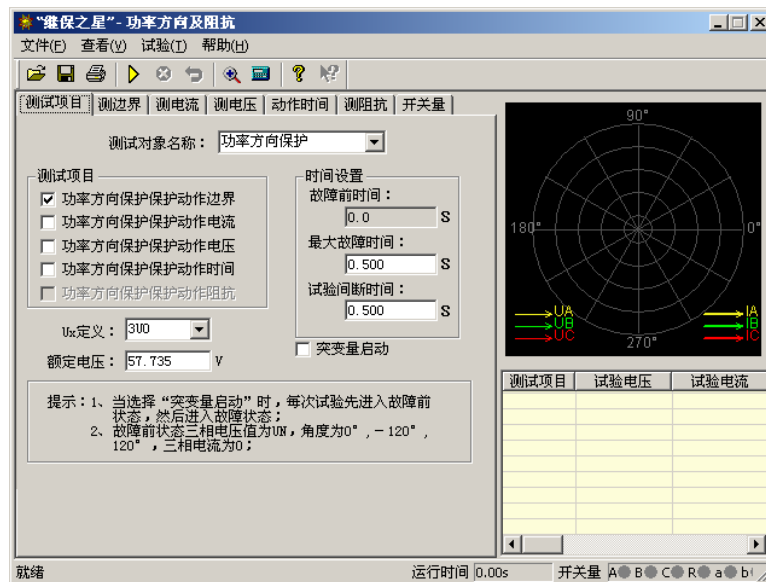 “继保之星”- 功率方向及阻抗
文件(F) 查看(V) 试验(T) 帮助(H)
测试项目 测边界 测电流 测电压 动作时间 测阻抗 开关量
测试对象名称： 功率方向保护
测试项目
功率方向保护保护动作边界
功率方向保护保护动作电流
功率方向保护保护动作电压
功率方向保护保护动作时间
功率方向保护保护动作阻抗
时间设置
故障前时间：
0.0 S
最大故障时间：
0.500 S
试验间断时间：
0.500 S
Ux定义： 3U0
突变量启动
额定电压： 57.735 V
提示：1、当选择“突变量启动”时，每次试验先进入故障前
状态，然后进入故障状态；
2、故障前状态三相电压值为UN，角度为0°,－120°,
120°，三相电流为0；
90°
180°
0°
270°
UA
UB
UC
IA
IB
IC
测试项目 试验电压 试验电流
就绪 运行时间 0.00s 开关量 A B C R a b